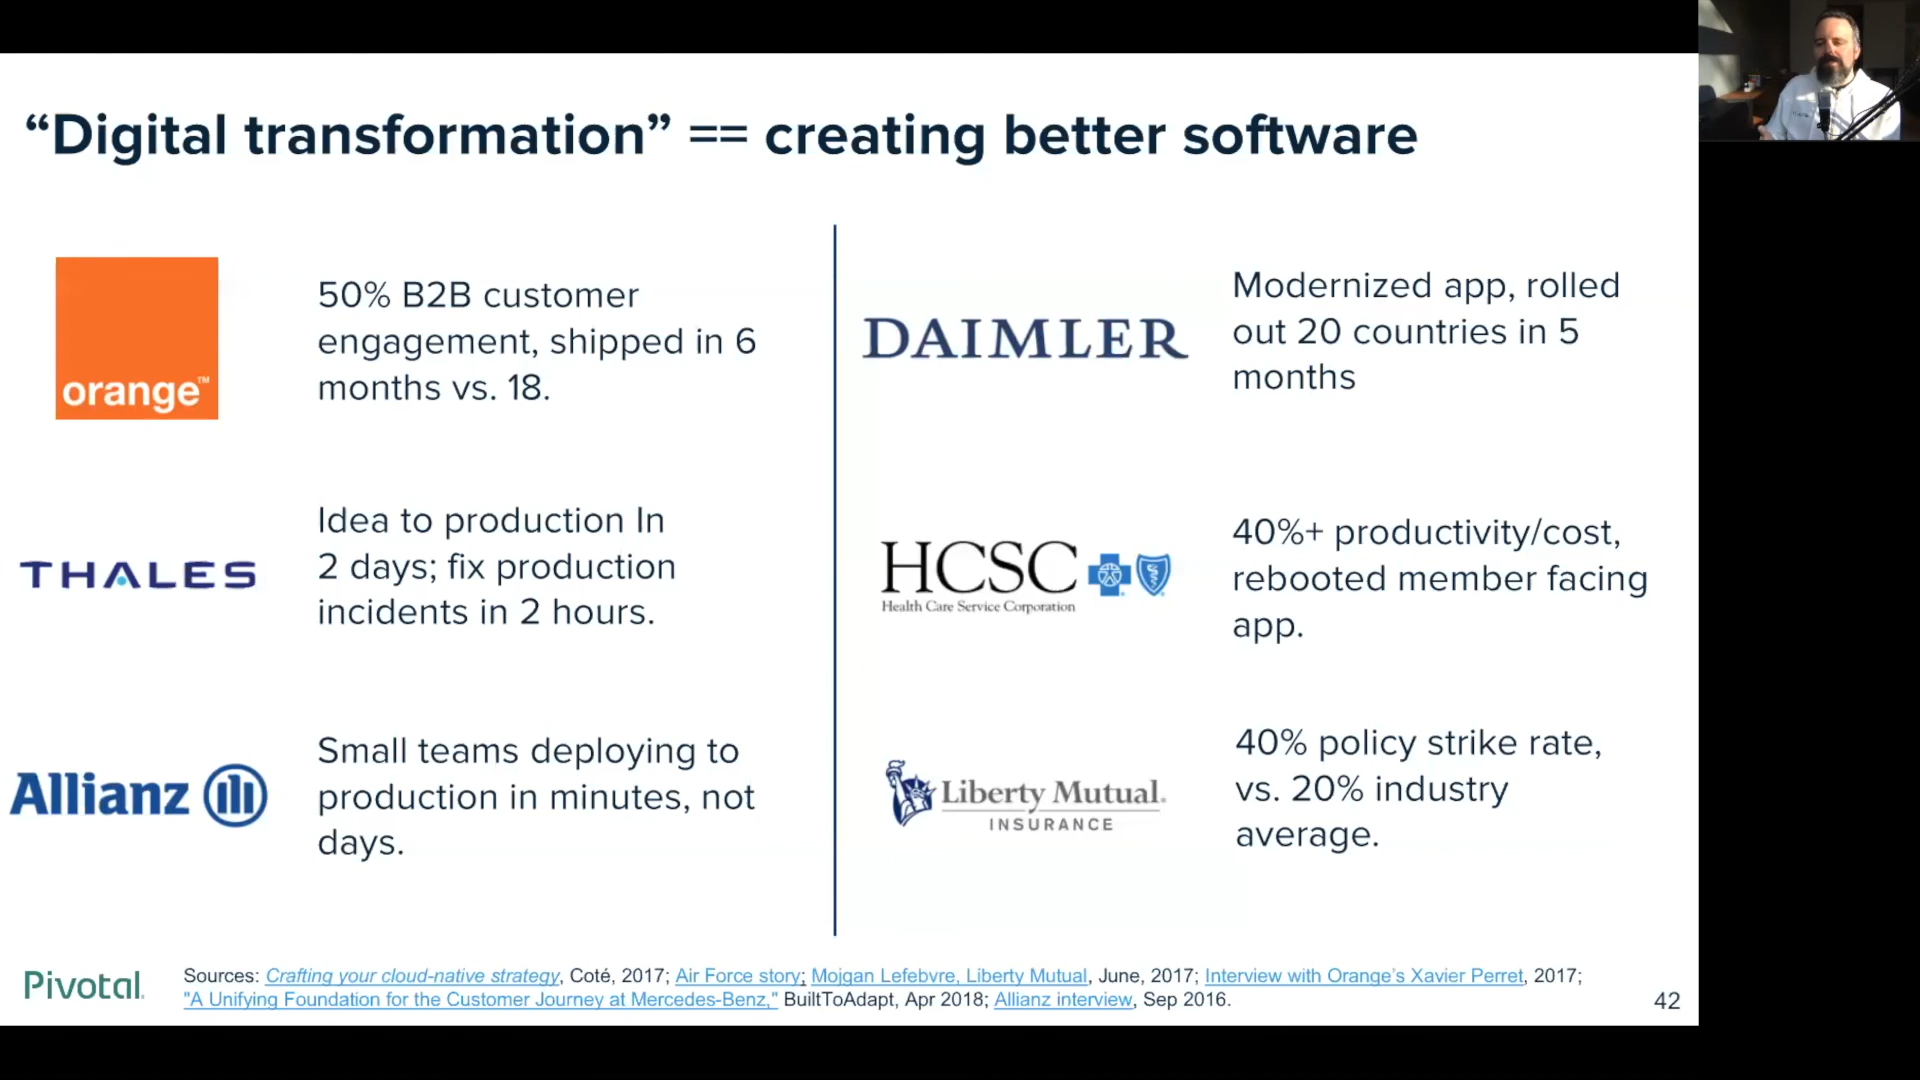 “Digital transformation” == creating better software
orange™
50% B2B customer
engagement, shipped in 6
months vs. 18.
THALES
Idea to production In
2 days; fix production
incidents in 2 hours.
Allianz
Small teams deploying to
production in minutes, not
days.
DAIMLER
Modernized app, rolled
out 20 countries in 5
months
HCSC
Health Care Service Corporation
40%+ productivity/cost,
rebooted member facing
app.
Liberty Mutual.
INSURANCE
40% policy strike rate,
vs. 20% industry
average.
Pivotal.
Sources: Crafting your cloud-native strategy, Coté, 2017; Air Force story; Mojgan Lefebvre, Liberty Mutual, June, 2017; Interview with Orange’s Xavier Perret, 2017;
"A Unifying Foundation for the Customer Journey at Mercedes-Benz," BuiltToAdapt, Apr 2018; Allianz interview, Sep 2016.
42